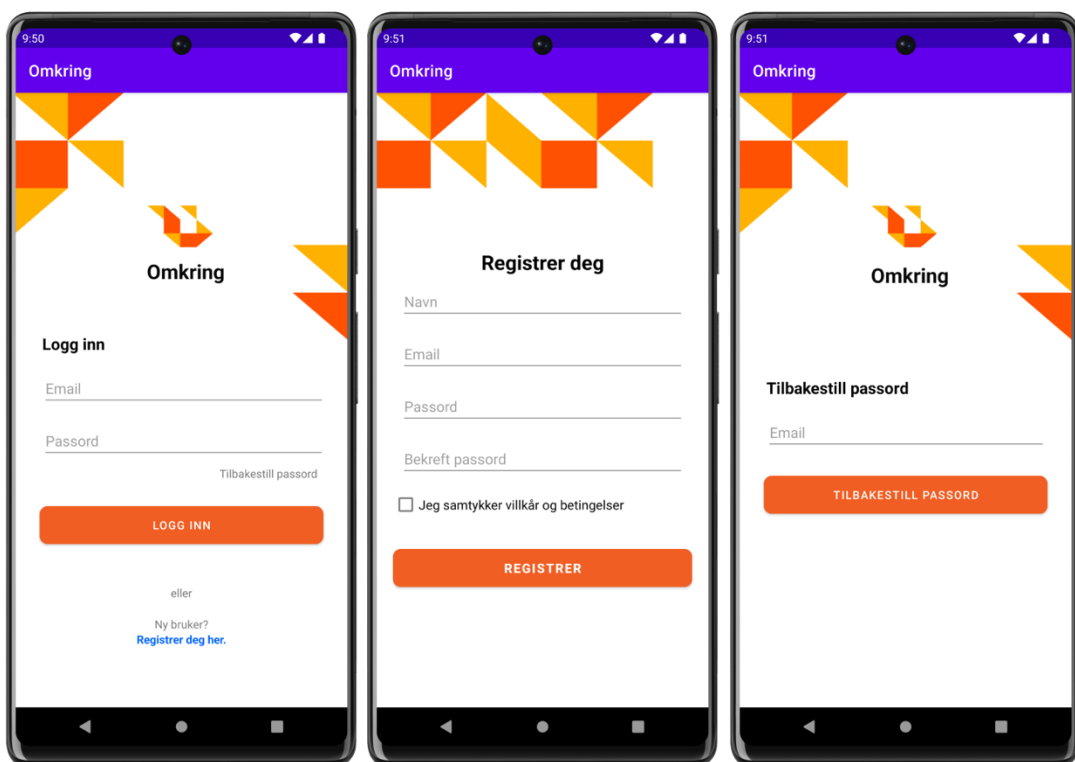 9:50
Omkring
Omkring
Logg inn
Email
Passord
Tilbakestill passord
LOGG INN
eller
Ny bruker?
Registrer deg her.
9:51
Omkring
Registrer deg
Navn
Email
Passord
Bekreft passord
Jeg samtykker villkår og betingelser
REGISTRER
9:51
Omkring
Omkring
Tilbakestill passord
Email
TILBAKESTILL PASSORD